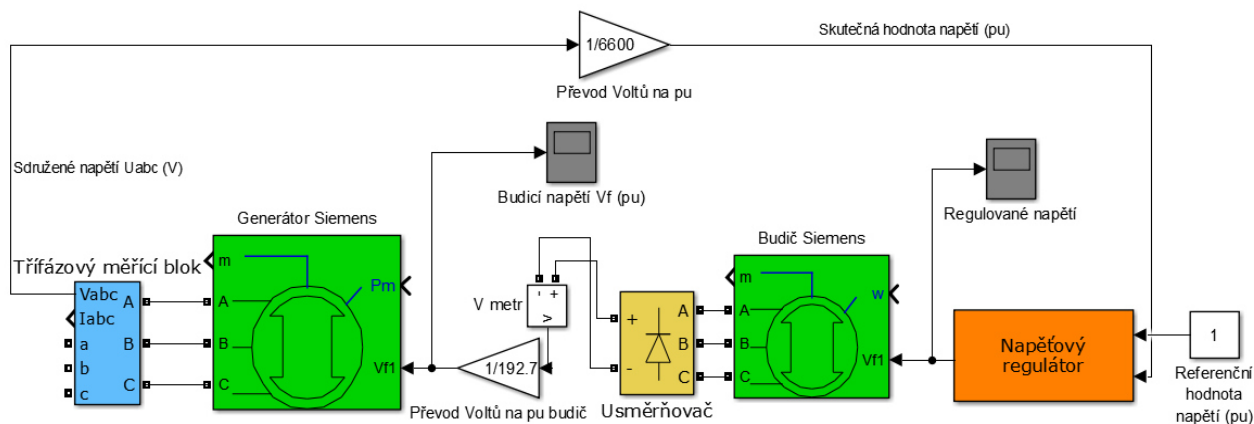 1/6600
Skutečná hodnota napětí (pu)
Převod Voltů na pu
Sdružené napětí Uabc (V)
Budicí napětí Vf (pu)
Regulované napětí
Generátor Siemens
Budič Siemens
Třífázový měřící blok
m
Pm
A
B
C
Vf1
Vabc
Iabc
a
b
c
A
B
C
V metr
- +
v
1/192.7
Převod Voltů na pu budič
+
-
A
B
C
Usměrňovač
m
w
A
B
C
Vf1
Napěťový
regulátor
1
Referenční
hodnota
napětí (pu)